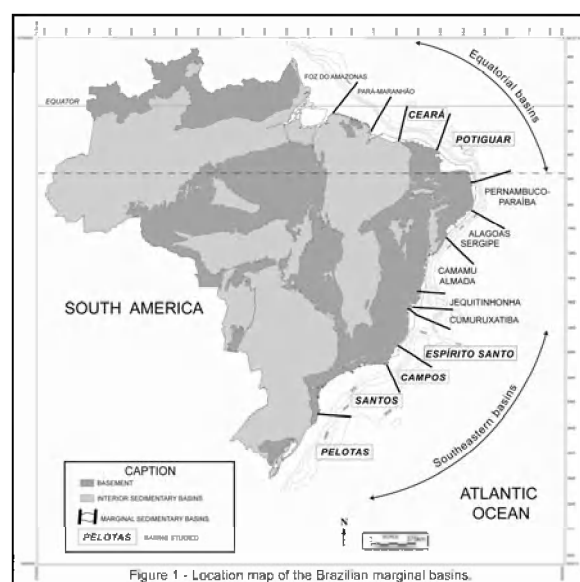 EQUATOR
FOZ DO AMAZONAS
PARÁ-MARANHÃO
CEARÁ
POTIGUAR
Equatorial basins
PERNAMBUCO-
PARAÍBA
ALAGOAS
SERGIPE
CAMAMU
ALMADA
SOUTH AMERICA
JEQUITINHONHA
CUMURUXATIBA
ESPÍRITO SANTO
CAMPOS
SANTOS
PELOTAS
Southeastern basins
ATLANTIC
OCEAN
CAPTION
BASEMENT
INTERIOR SEDIMENTARY BASINS
MARGINAL SEDIMENTARY BASINS
PELOTAS BASINS STUDIED
N
Figure 1 - Location map of the Brazilian marginal basins.